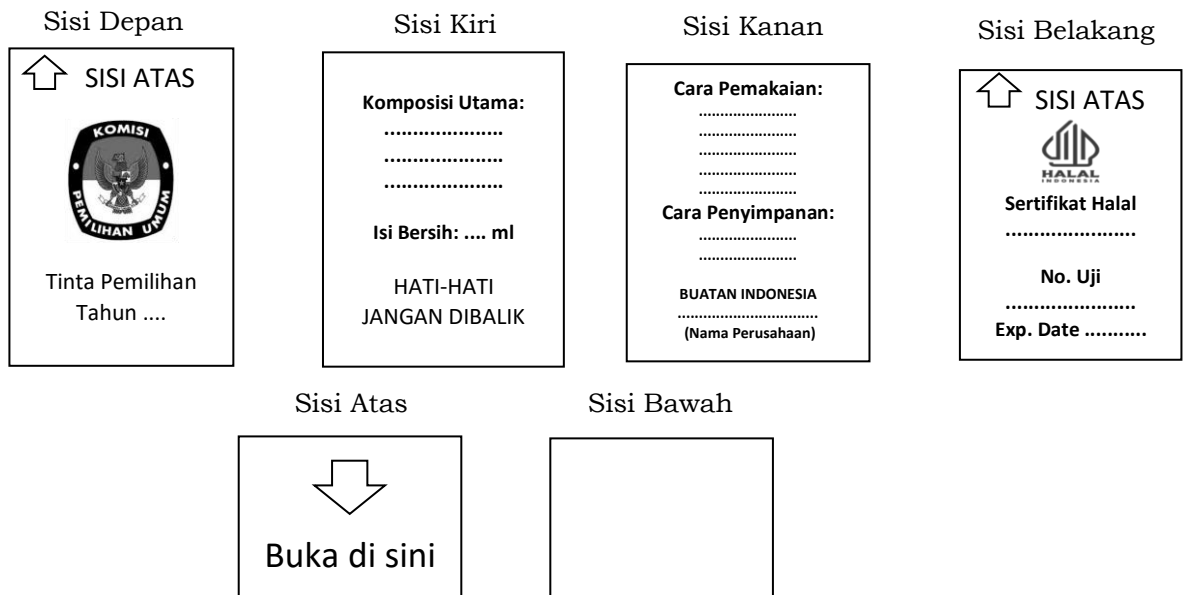 Sisi Depan
SISI ATAS
KOMISI
PEMILIHAN UMUM
Tinta Pemilihan
Tahun ....
Sisi Kiri
Komposisi Utama:
.....................
.....................
.....................
Isi Bersih: .... ml
HATI-HATI
JANGAN DIBALIK
Sisi Kanan
Cara Pemakaian:
.......................
.......................
.......................
.......................
.......................
Cara Penyimpanan:
.......................
.......................
BUATAN INDONESIA
.................................
(Nama Perusahaan)
Sisi Belakang
SISI ATAS
HALAL
INDONESIA
Sertifikat Halal
.......................
No. Uji
.......................
Exp. Date ...........
Sisi Atas
Buka di sini
Sisi Bawah